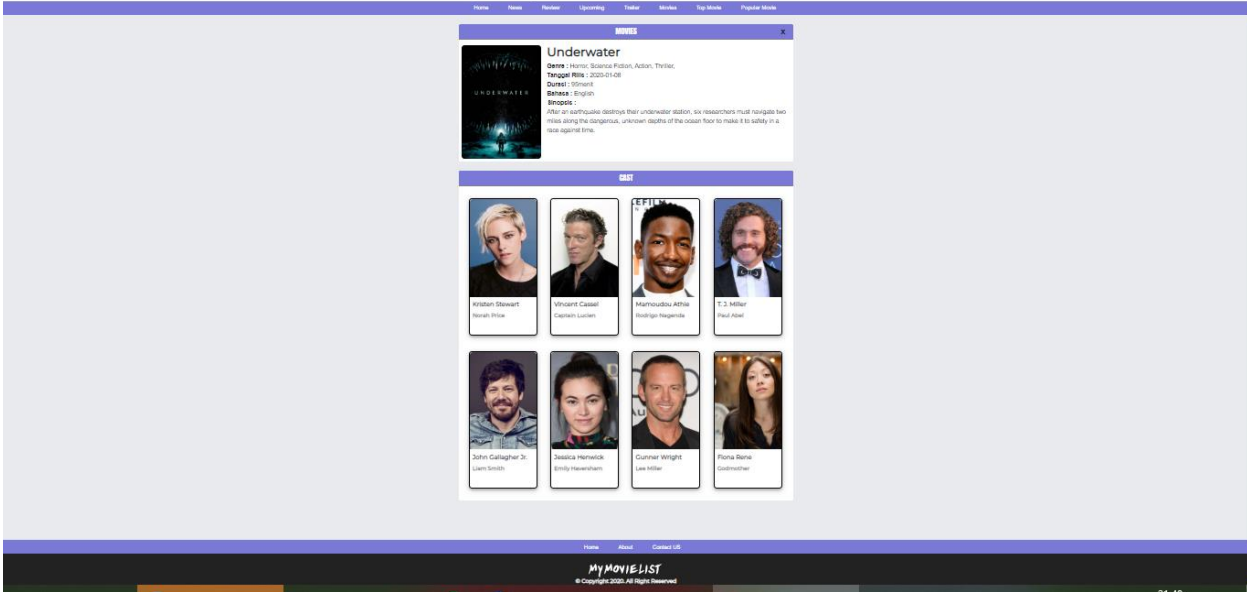 Home News Review Upcoming Treiler Movies Top Movie Popular Movie
MOVIES X
UNDERWATER
Underwater
Genre : Horror, Science Fiction, Action, Thriller,
Tanggal Rilis : 2020-01-08
Durasi : 95menit
Bahasa : English
Sinopsis :
After an earthquake destroys their underwater station, six researchers must navigate two
miles along the dangerous, unknown depths of the ocean floor to make it to safety in a
race against time.
CAST
Kristen Stewart
Norah Price
Vincent Cassel
Captain Lucien
Mamoudou Athie
Rodrigo Nagenda
T.J. Miller
Paul Abel
John Gallagher Jr.
Liam Smith
Jessica Henwick
Emily Haversham
Gunner Wright
Lee Miller
Fiona Rene
Godmother
Home About Contact US
MYMOVIELIST
© Copyright 2020. All Right Reserved